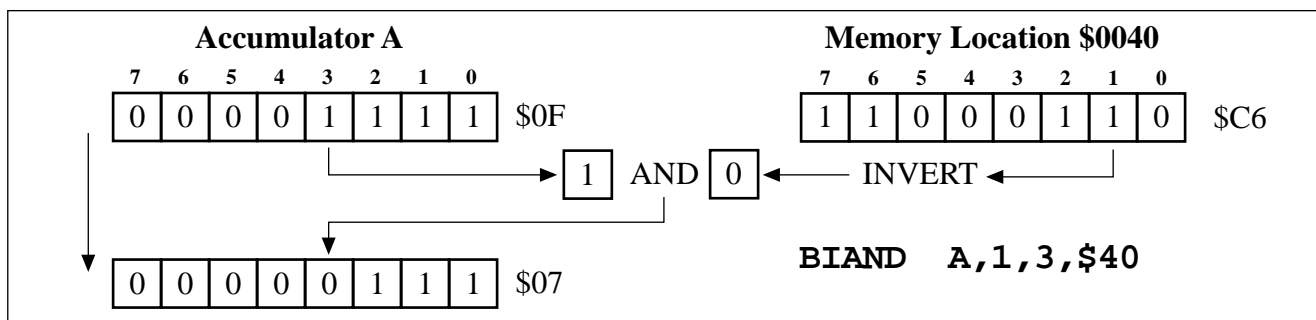 Accumulator A Memory Location $0040
7 6 5 4 3 2 1 0 7 6 5 4 3 2 1 0
0 0 0 0 1 1 1 1 $0F 1 1 0 0 0 1 1 0 $C6
1 AND 0 INVERT
BIAND A,1,3,$40
0 0 0 0 0 1 1 1 $07